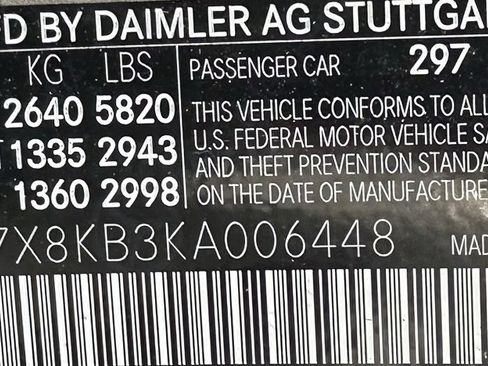 D BY DAIMLER AG STUTTGA
KG LBS PASSENGER CAR 297
2640 5820 THIS VEHICLE CONFORMS TO ALL
1335 2943 U.S. FEDERAL MOTOR VEHICLE SA
AND THEFT PREVENTION STANDA
1360 2998 ON THE DATE OF MANUFACTURE
7X8KB3KA006448 MAD